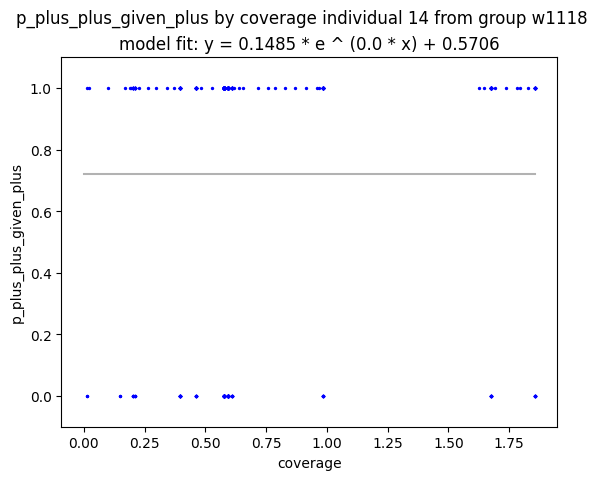 p_plus_plus_given_plus by coverage individual 14 from group w1118
model fit: y = 0.1485 * e ^ (0.0 * x) + 0.5706
1.0
0.8
0.6
0.4
0.2
0.0
p_plus_plus_given_plus
0.00 0.25 0.50 0.75 1.00 1.25 1.50 1.75
coverage